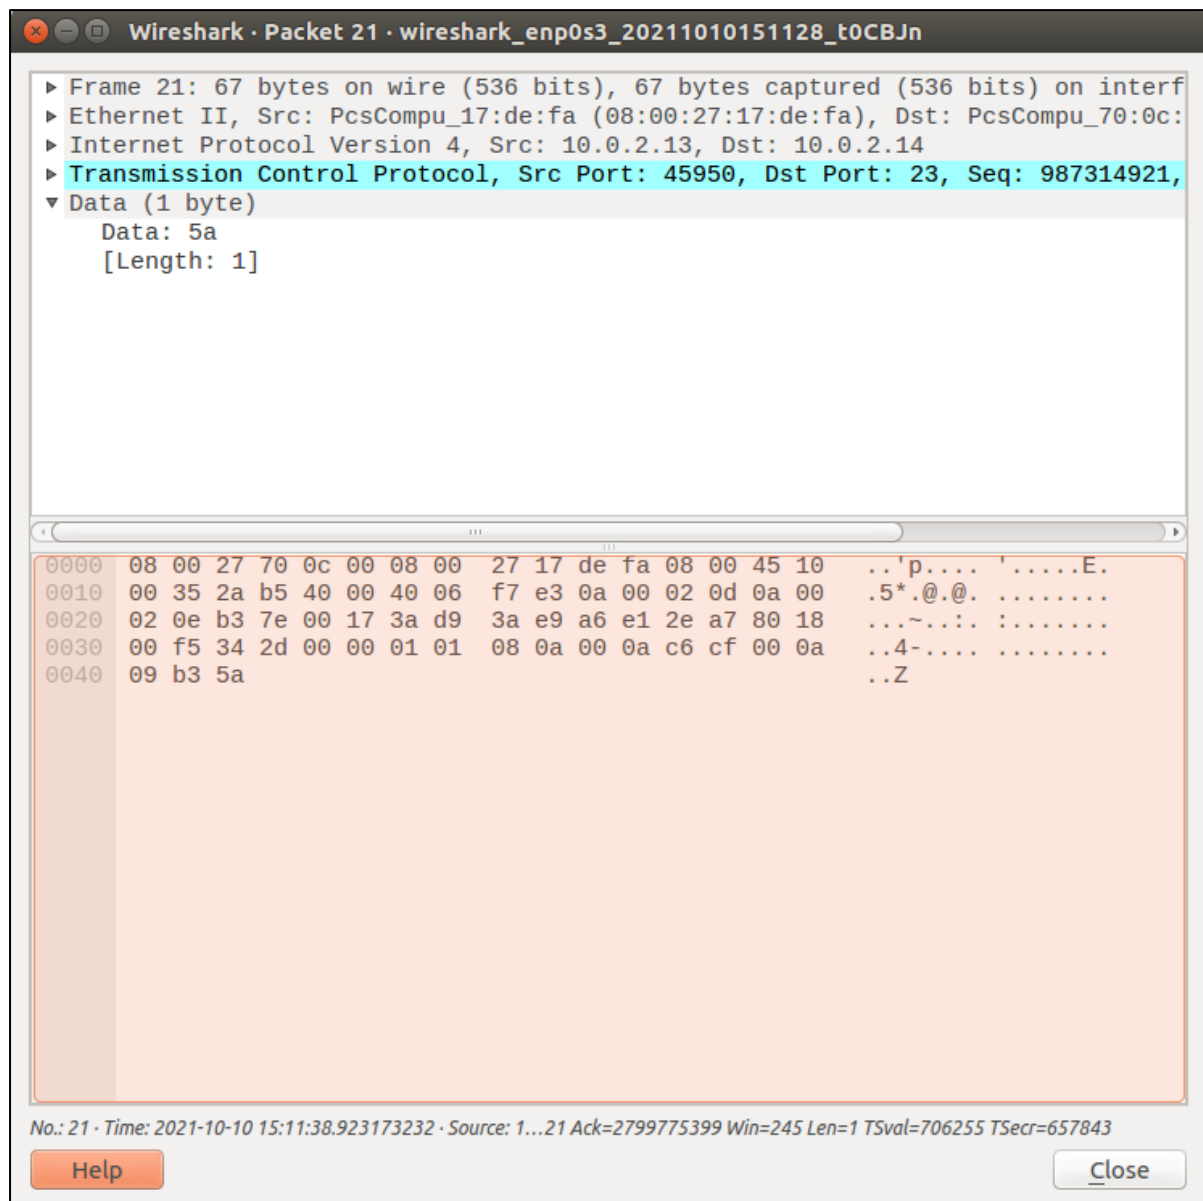 Wireshark · Packet 21 · wireshark_enp0s3_20211010151128_t0CBJn
Frame 21: 67 bytes on wire (536 bits), 67 bytes captured (536 bits) on interf
Ethernet II, Src: PcsCompu_17:de:fa (08:00:27:17:de:fa), Dst: PcsCompu_70:0c:
Internet Protocol Version 4, Src: 10.0.2.13, Dst: 10.0.2.14
Transmission Control Protocol, Src Port: 45950, Dst Port: 23, Seq: 987314921,
Data (1 byte)
Data: 5a
[Length: 1]
0000 08 00 27 70 0c 00 08 00 27 17 de fa 08 00 45 10 ..'p.... '.....E.
0010 00 35 2a b5 40 00 40 06 f7 e3 0a 00 02 0d 0a 00 .5*.@.@. ........
0020 02 0e b3 7e 00 17 3a d9 3a e9 a6 e1 2e a7 80 18 ...~..:. :.......
0030 00 f5 34 2d 00 00 01 01 08 0a 00 0a c6 cf 00 0a ..4-.... ........
0040 09 b3 5a ..Z
No.: 21 · Time: 2021-10-10 15:11:38.923173232 · Source: 1...21 Ack=2799775399 Win=245 Len=1 TSval=706255 TSecr=657843
Help
Close